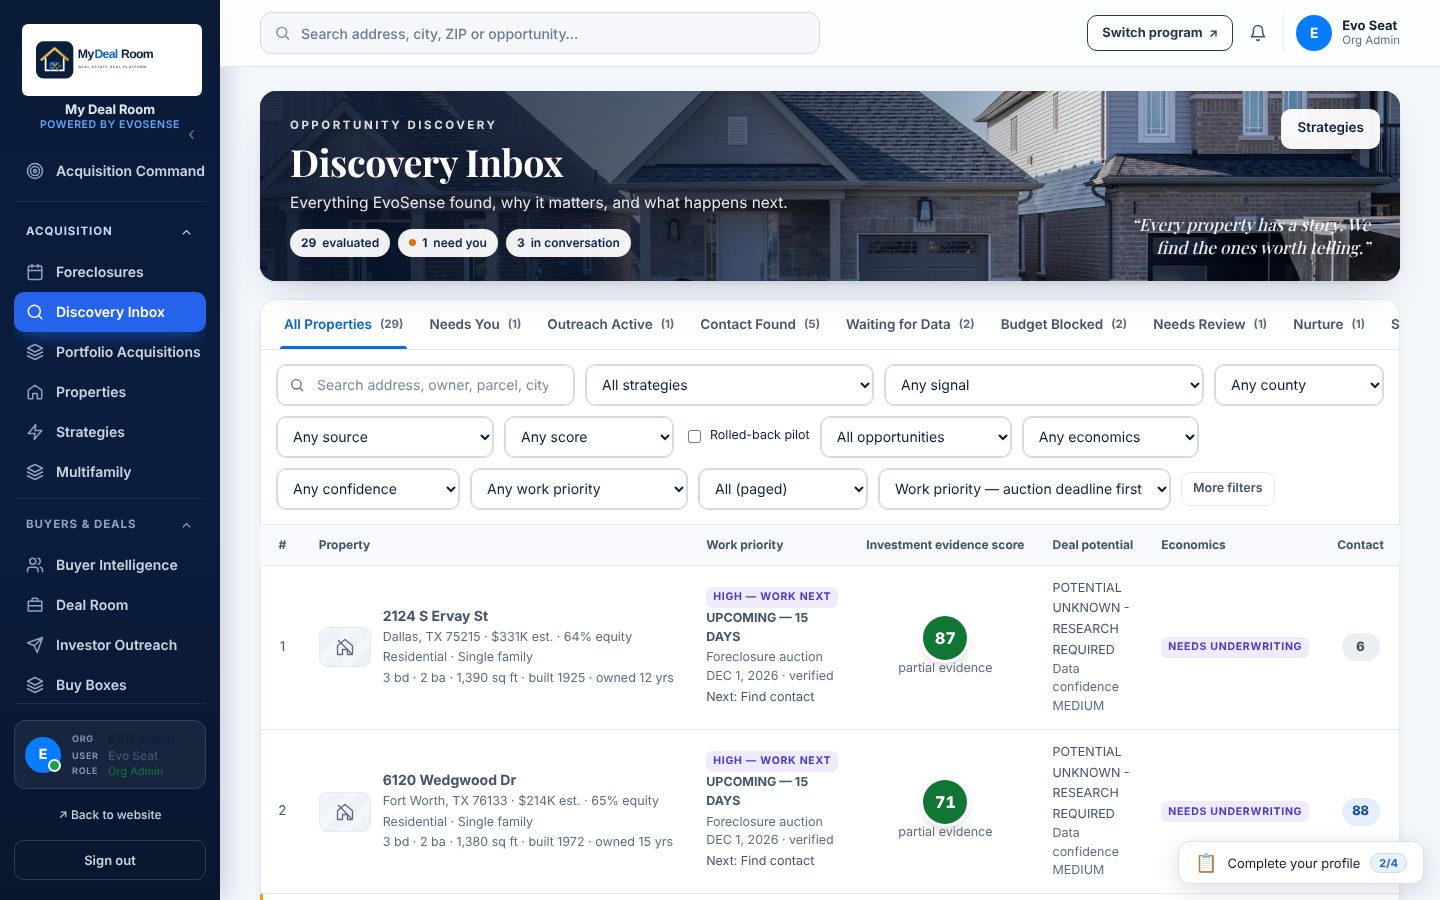 MyDeal Room
REAL ESTATE DEAL PLATFORM
My Deal Room
POWERED BY EVOSENSE
Acquisition Command
ACQUISITION
Foreclosures
Discovery Inbox
Portfolio Acquisitions
Properties
Strategies
Multifamily
BUYERS & DEALS
Buyer Intelligence
Deal Room
Investor Outreach
Buy Boxes
E
ORG EVO Integr...
USER Evo Seat
ROLE Org Admin
↗ Back to website
Sign out
Search address, city, ZIP or opportunity...
Switch program ↗
E
Evo Seat
Org Admin
OPPORTUNITY DISCOVERY
Discovery Inbox
Everything EvoSense found, why it matters, and what happens next.
29 evaluated
1 need you
3 in conversation
Strategies
“Every property has a story. We
find the ones worth telling.”
All Properties (29)
Needs You (1)
Outreach Active (1)
Contact Found (5)
Waiting for Data (2)
Budget Blocked (2)
Needs Review (1)
Nurture (1)
S
Search address, owner, parcel, city
All strategies
Any signal
Any county
Any source
Any score
Rolled-back pilot
All opportunities
Any economics
Any confidence
Any work priority
All (paged)
Work priority — auction deadline first
More filters
# Property Work priority Investment evidence score Deal potential Economics Contact
1
2124 S Ervay St
Dallas, TX 75215 · $331K est. · 64% equity
Residential · Single family
3 bd · 2 ba · 1,390 sq ft · built 1925 · owned 12 yrs
HIGH — WORK NEXT
UPCOMING — 15
DAYS
Foreclosure auction
DEC 1, 2026 · verified
Next: Find contact
87
partial evidence
POTENTIAL
UNKNOWN -
RESEARCH
REQUIRED
Data
confidence
MEDIUM
NEEDS UNDERWRITING
6
2
6120 Wedgwood Dr
Fort Worth, TX 76133 · $214K est. · 65% equity
Residential · Single family
3 bd · 2 ba · 1,380 sq ft · built 1972 · owned 15 yrs
HIGH — WORK NEXT
UPCOMING — 15
DAYS
Foreclosure auction
DEC 1, 2026 · verified
Next: Find contact
71
partial evidence
POTENTIAL
UNKNOWN -
RESEARCH
REQUIRED
Data
confidence
MEDIUM
NEEDS UNDERWRITING
88
Complete your profile 2/4